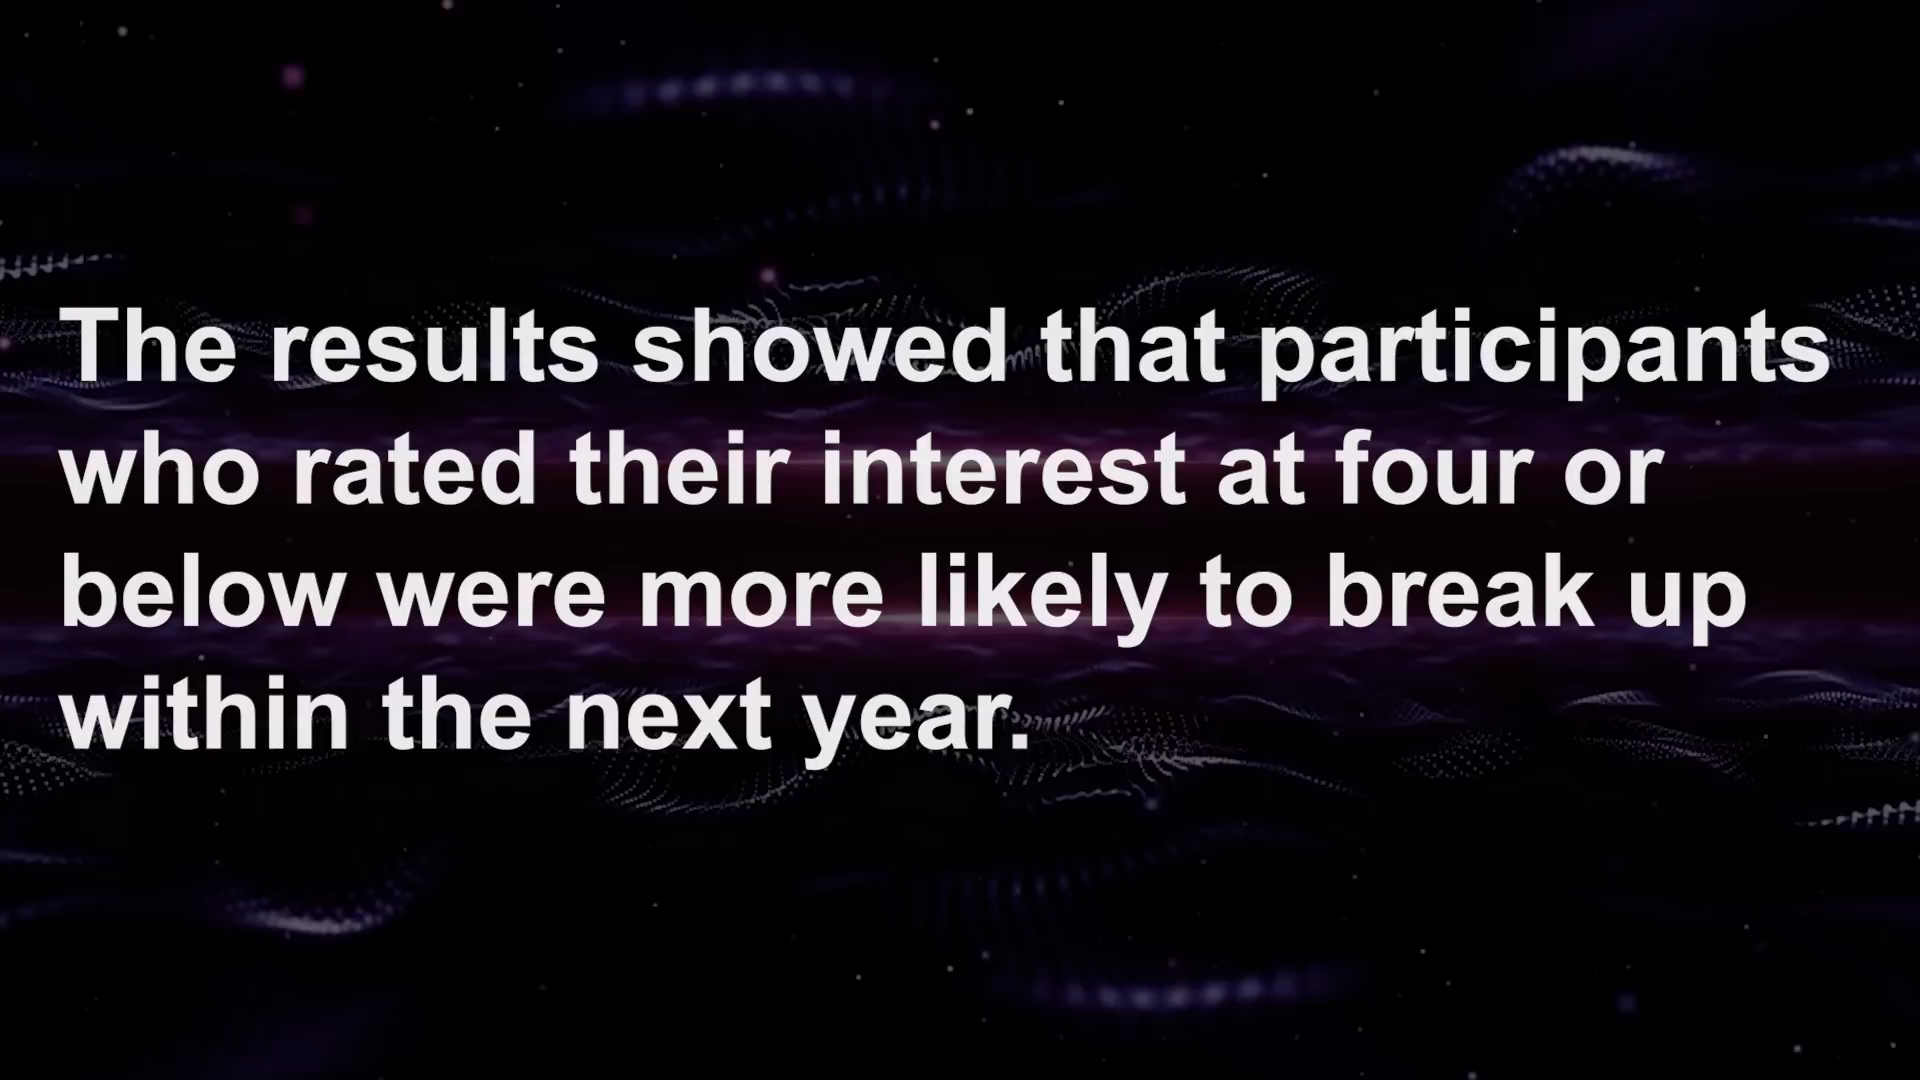 The results showed that participants
who rated their interest at four or
below were more likely to break up
within the next year.